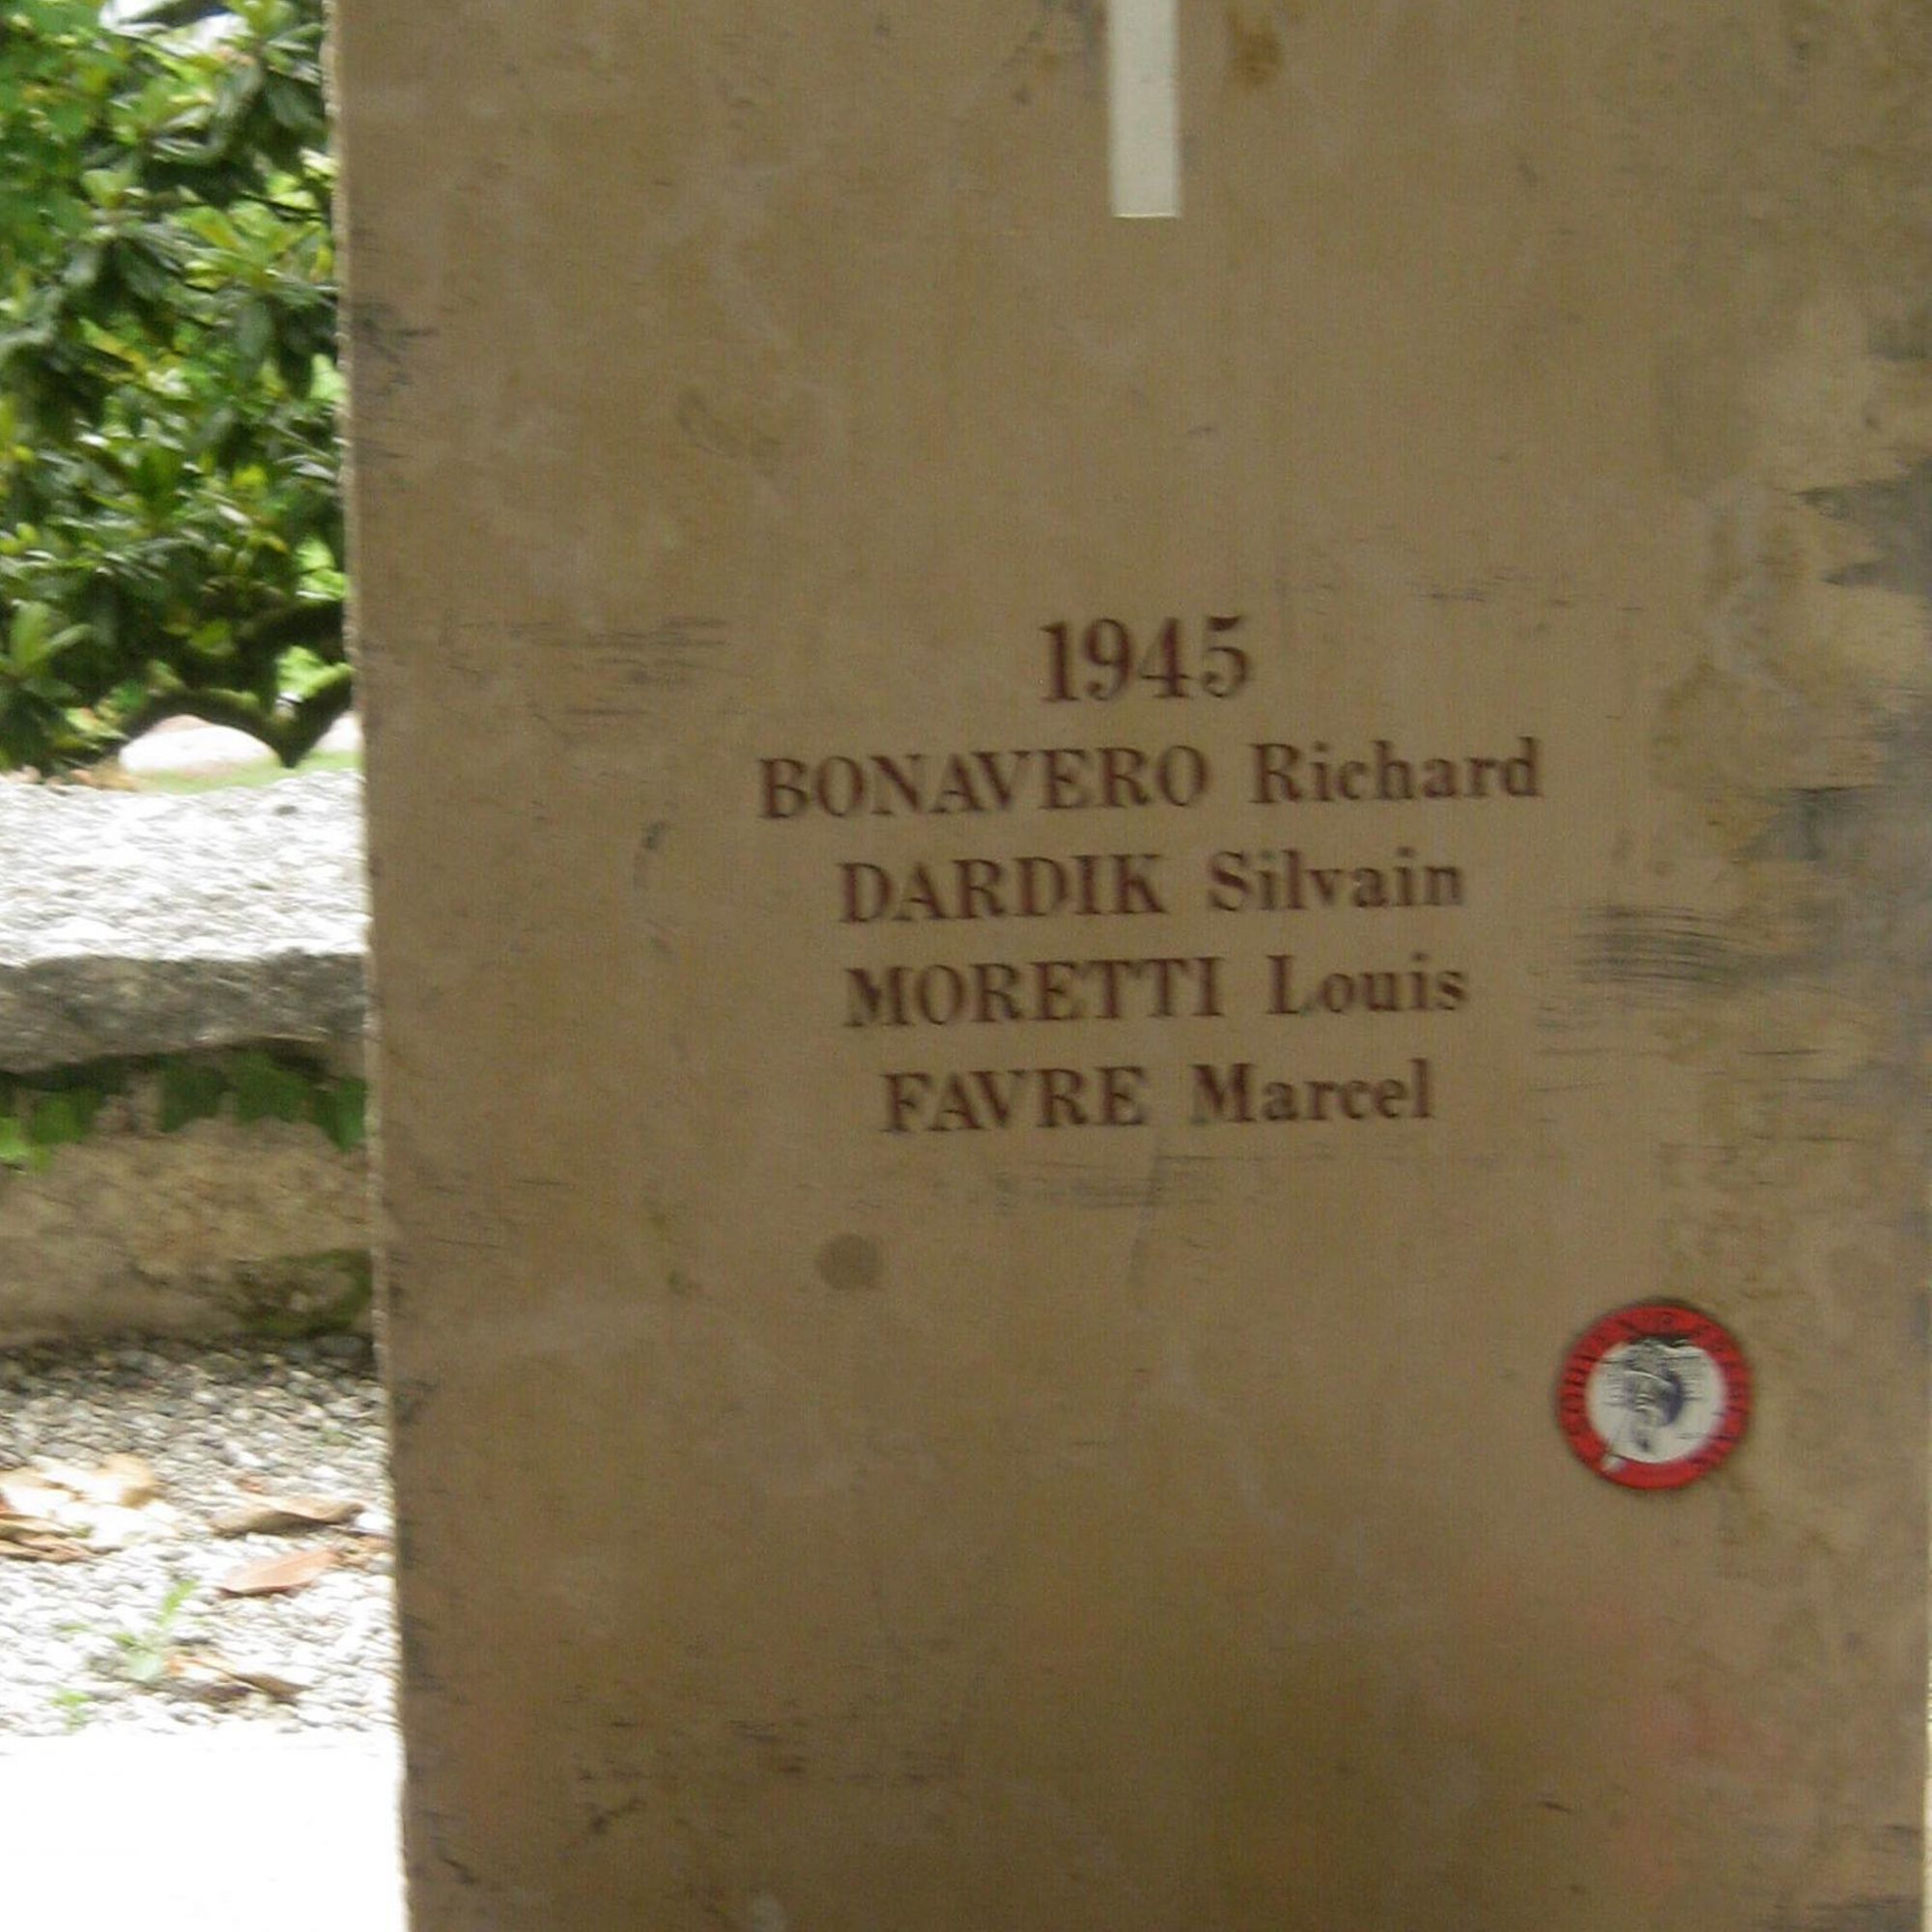 1945
BONAVERO Richard
DARDIK Silvain
MORETTI Louis
FAVRE Marcel